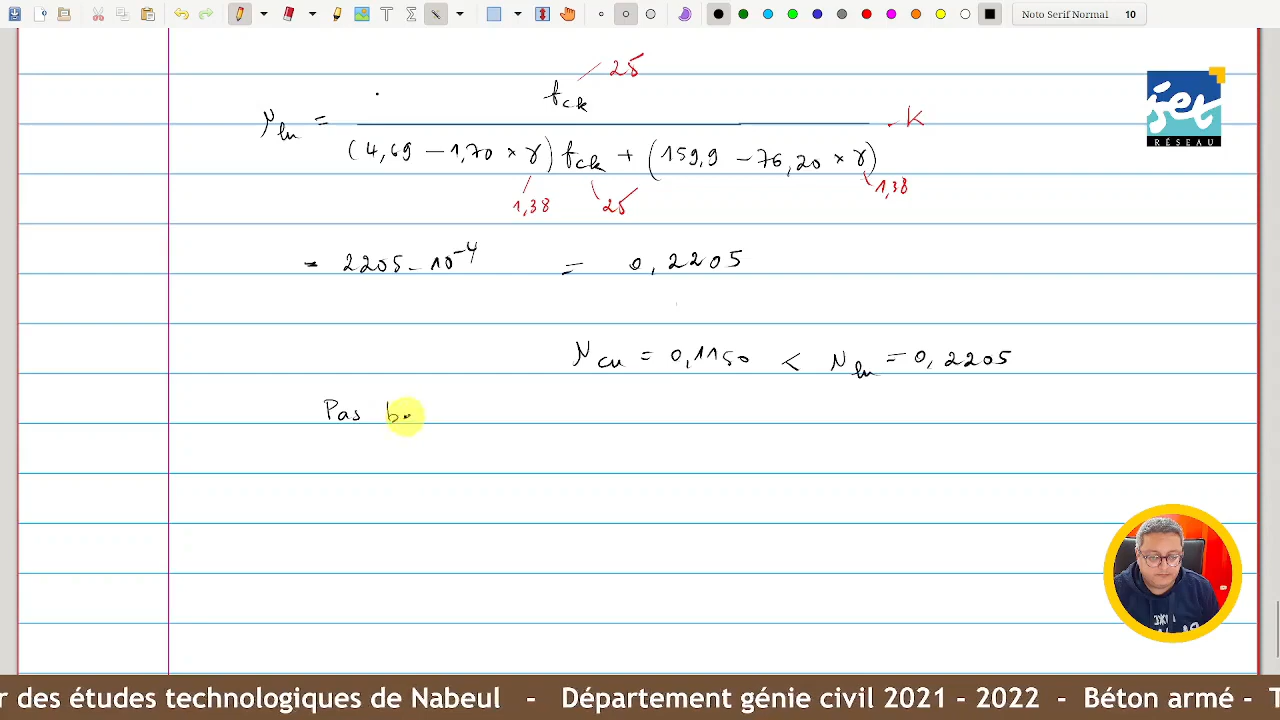 Noto Serif Normal 10
25
fck
μlu = - k
(4,69 - 1,70 × γ) fck + (159,9 - 76,20 × γ)
1,38 25 1,38
= 2205 - 10⁻⁴ = 0,2205
μcu = 0,1150 < μlu = 0,2205
Pas b
iset
RÉSEAU
r des études technologiques de Nabeul - Département génie civil 2021 - 2022 - Béton armé - T